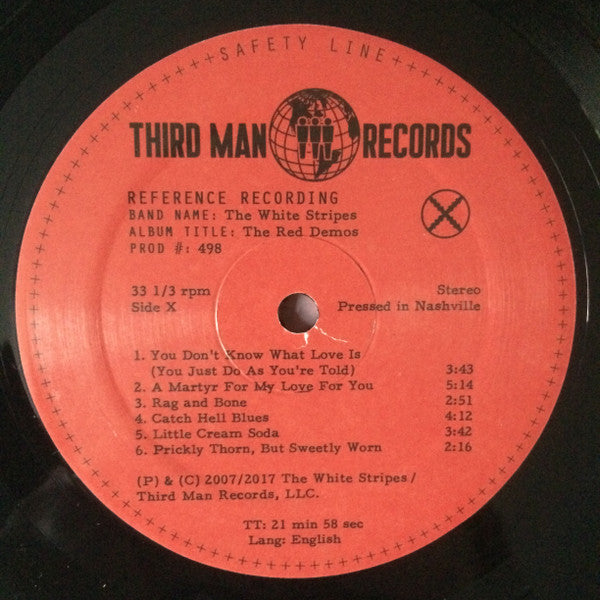 +++SAFETY LINE+++
THIRD MAN RECORDS
REFERENCE RECORDING
BAND NAME: The White Stripes
ALBUM TITLE: The Red Demos
PROD #: 498
33 1/3 rpm Stereo
Side X Pressed in Nashville
1. You Don't Know What Love Is
(You Just Do As You're Told) 3:43
2. A Martyr For My Love For You 5:14
3. Rag and Bone 2:51
4. Catch Hell Blues 4:12
5. Little Cream Soda 3:42
6. Prickly Thorn, But Sweetly Worn 2:16
(P) & (C) 2007/2017 The White Stripes/
Third Man Records, LLC.
TT: 21 min 58 sec
Lang: English